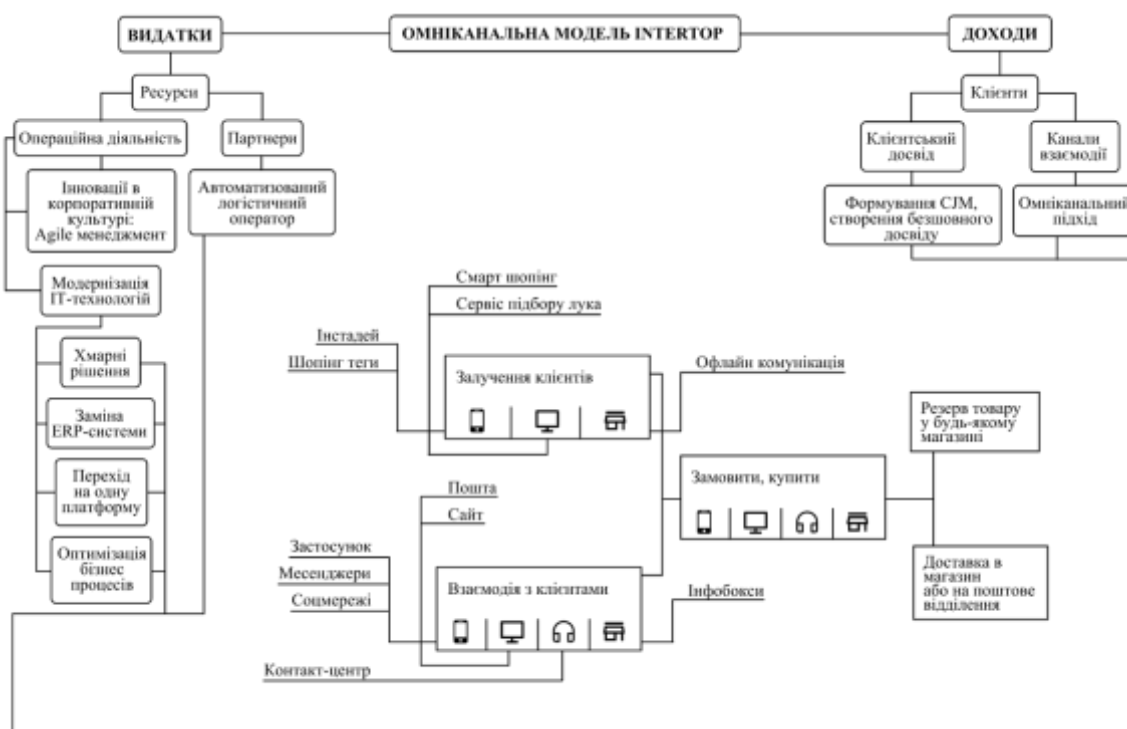 ВИДАТКИ
ОМНІКАНАЛЬНА МОДЕЛЬ INTERTOP
ДОХОДИ
Ресурси
Клієнти
Операційна діяльність
Партнери
Клієнтський
досвід
Канали
взаємодії
Інновації в
корпоративній
культурі:
Agile менеджмент
Автоматизований
логістичний
оператор
Формування CJM,
створення безшовного
досвіду
Омніканальний
підхід
Модернізація
ІТ-технологій
Хмарні
рішення
Заміна
ERP-системи
Перехід
на одну
платформу
Оптимізація
бізнес
процесів
Смарт шопінг
Сервіс підбору лука
Інстадей
Шопінг теги
Залучення клієнтів
Офлайн комунікація
Резерв товару
у будь-якому
магазині
Замовити, купити
Пошта
Сайт
Застосунок
Месенджери
Соцмережі
Взаємодія з клієнтами
Інфобокси
Контакт-центр
Доставка в
магазин
або на поштове
відділення